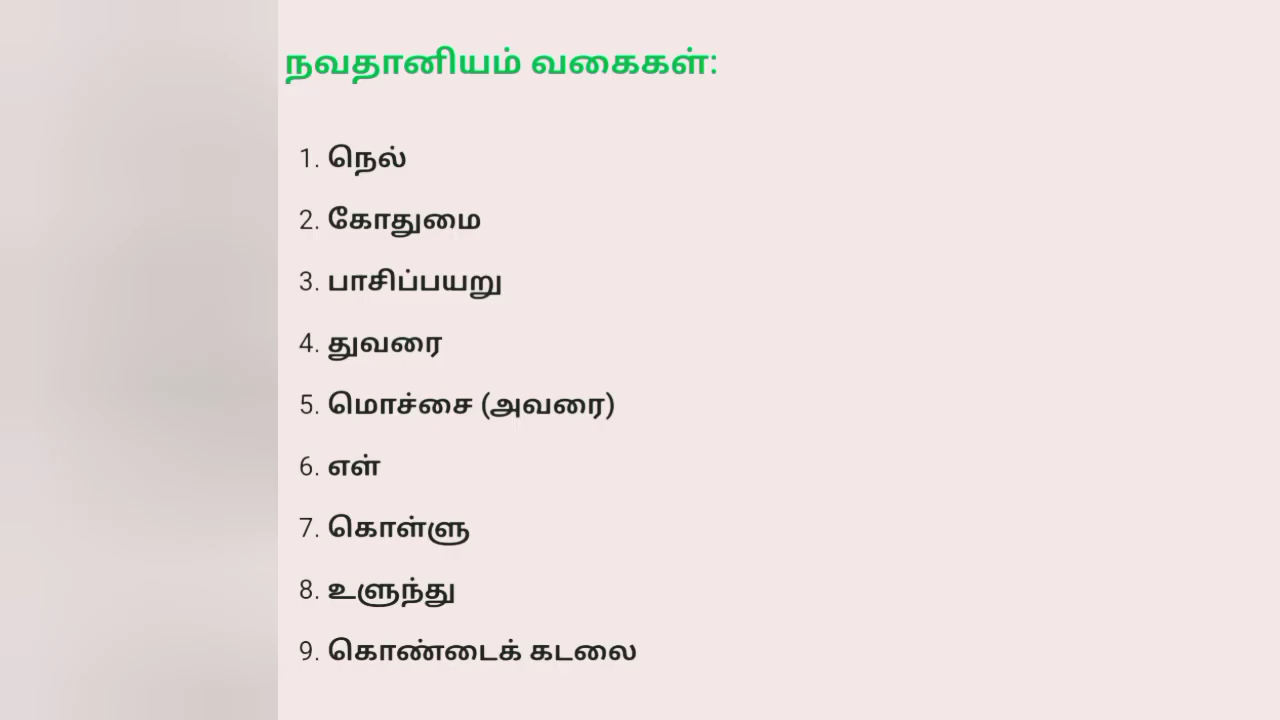 நவதானியம் வகைகள்:
1. நெல்
2. கோதுமை
3. பாசிப்பயறு
4. துவரை
5. மொச்சை (அவரை)
6. எள்
7. கொள்ளு
8. உளுந்து
9. கொண்டைக் கடலை